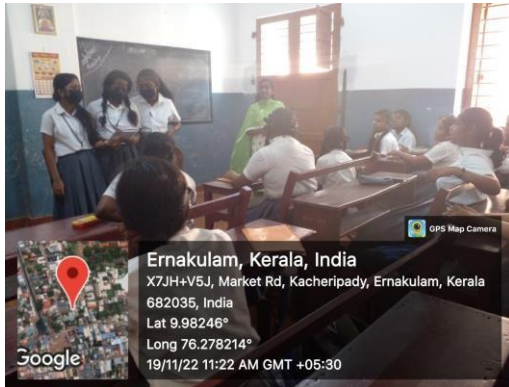 GPS Map Camera
Ernakulam, Kerala, India
X7JH+V5J, Market Rd, Kacheripady, Ernakulam, Kerala
682035, India
Lat 9.98246°
Long 76.278214°
19/11/22 11:22 AM GMT +05:30
Google